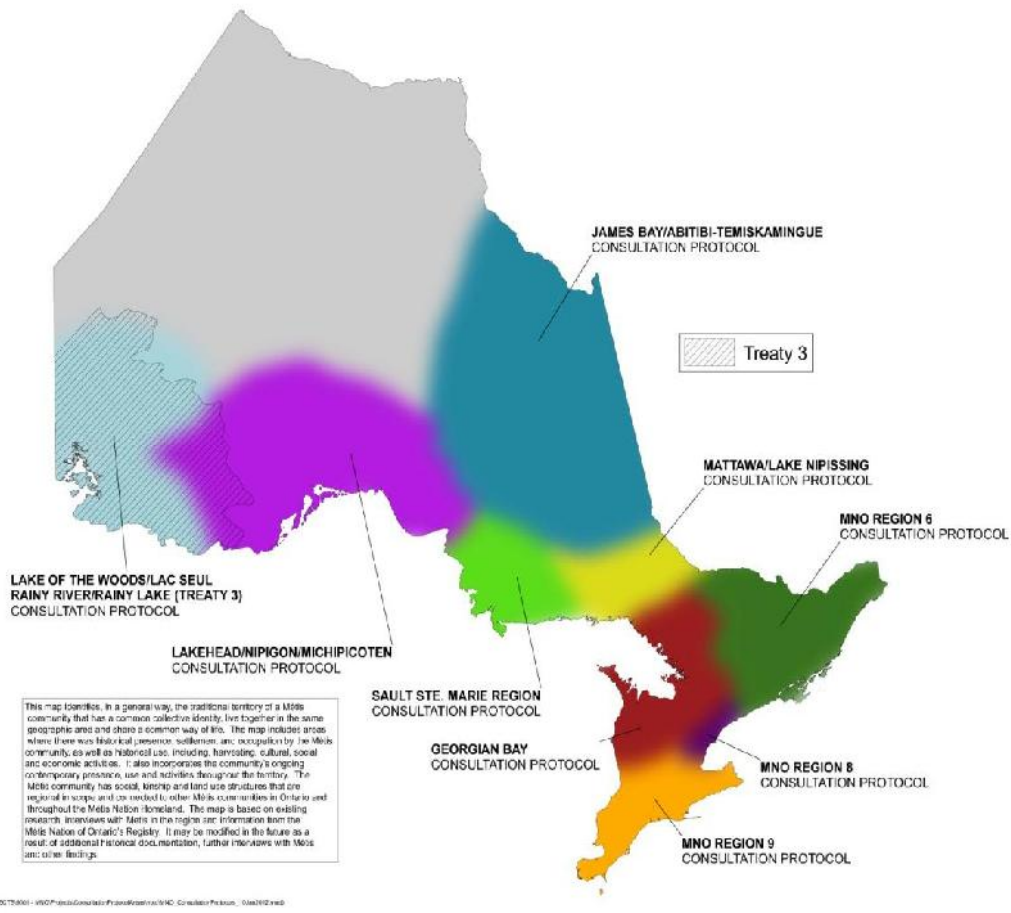 JAMES BAY/ABITIBI-TEMISKAMINGUE
CONSULTATION PROTOCOL
Treaty 3
MATTAWA/LAKE NIPISSING
CONSULTATION PROTOCOL
MNO REGION 6
CONSULTATION PROTOCOL
LAKE OF THE WOODS/LAC SEUL
RAINY RIVER/RAINY LAKE (TREATY 3)
CONSULTATION PROTOCOL
LAKEHEAD/NIPIGON/MICHIPICOTEN
CONSULTATION PROTOCOL
SAULT STE. MARIE REGION
CONSULTATION PROTOCOL
GEORGIAN BAY
CONSULTATION PROTOCOL
MNO REGION 8
CONSULTATION PROTOCOL
MNO REGION 9
CONSULTATION PROTOCOL
This map identifies, in a general way, the traditional territory of a Métis
community that has a common collective identity, live together in the same
geographic area and share a common way of life. The map includes areas
where there was historical presence, settlement and occupation by the Métis
community, as well as historical use, including, harvesting, cultural, social
and economic activities. It also incorporates the community's ongoing
contemporary presence, use and activities throughout the territory. The
Métis community has social, kinship and land use structures that are
regional in scope and connected to other Métis communities in Ontario and
throughout the Métis Nation Homeland. The map is based on existing
research, interviews with Metis in the region and information from the
Métis Nation of Ontario's Registry. It may be modified in the future as a
result of additional historical documentation, further interviews with Métis
and other findings.